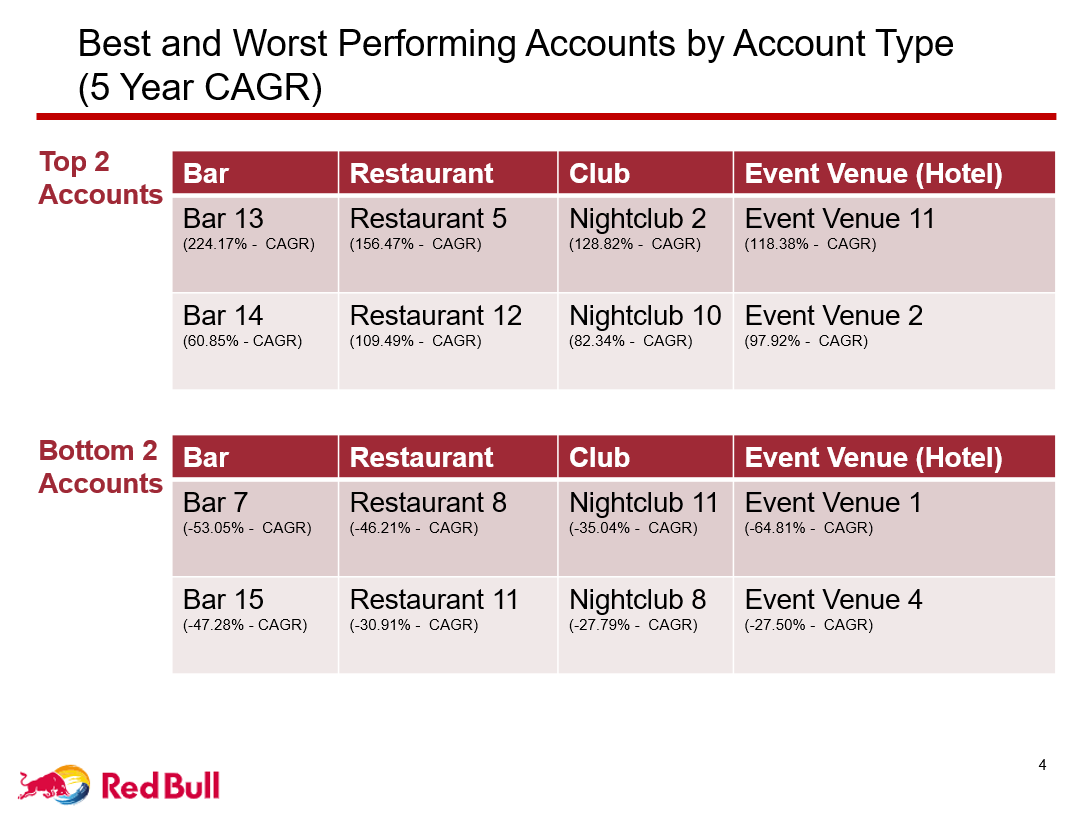 Best and Worst Performing Accounts by Account Type
(5 Year CAGR)
Top 2
Accounts
Bar Restaurant Club Event Venue (Hotel)
Bar 13 Restaurant 5 Nightclub 2 Event Venue 11
(224.17% - CAGR) (156.47% - CAGR) (128.82% - CAGR) (118.38% - CAGR)
Bar 14 Restaurant 12 Nightclub 10 Event Venue 2
(60.85% - CAGR) (109.49% - CAGR) (82.34% - CAGR) (97.92% - CAGR)
Bottom 2
Accounts
Bar Restaurant Club Event Venue (Hotel)
Bar 7 Restaurant 8 Nightclub 11 Event Venue 1
(-53.05% - CAGR) (-46.21% - CAGR) (-35.04% - CAGR) (-64.81% - CAGR)
Bar 15 Restaurant 11 Nightclub 8 Event Venue 4
(-47.28% - CAGR) (-30.91% - CAGR) (-27.79% - CAGR) (-27.50% - CAGR)
4
Red Bull